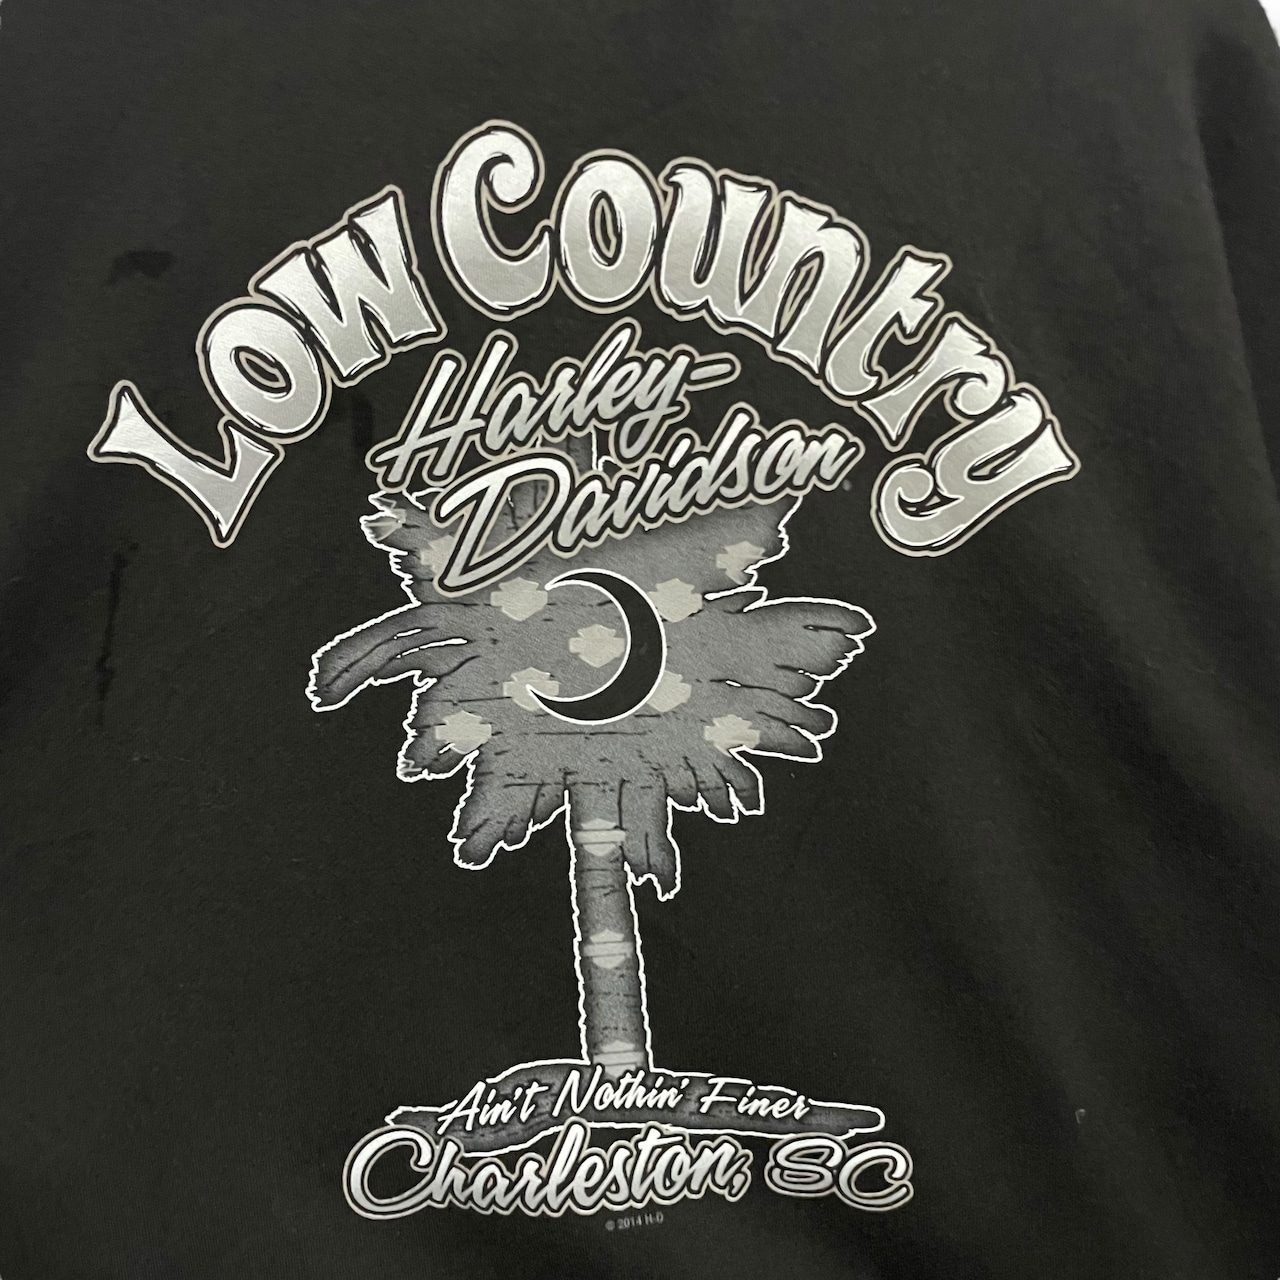 Low Country
Harley-
Davidson
Ain't Nothin' Finer
Charleston, SC
© 2014 H-D